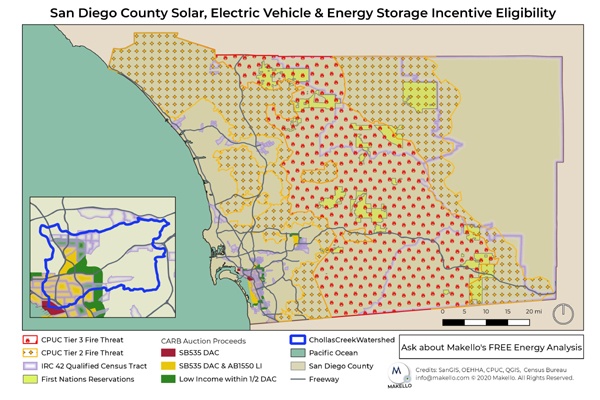 San Diego County Solar, Electric Vehicle & Energy Storage Incentive Eligibility
0 5 10 15 20 mi
CPUC Tier 3 Fire Threat
CPUC Tier 2 Fire Threat
IRC 42 Qualified Census Tract
First Nations Reservations
CARB Auction Proceeds
SB535 DAC
SB535 DAC & AB1550 LI
Low Income within 1/2 DAC
ChollasCreekWatershed
Pacific Ocean
San Diego County
Freeway
Ask about Makello's FREE Energy Analysis
MAKELLO
Credits: SanGIS, OEHHA, CPUC, QGIS, Census Bureau
info@makello.com © 2020 Makello. All Rights Reserved.